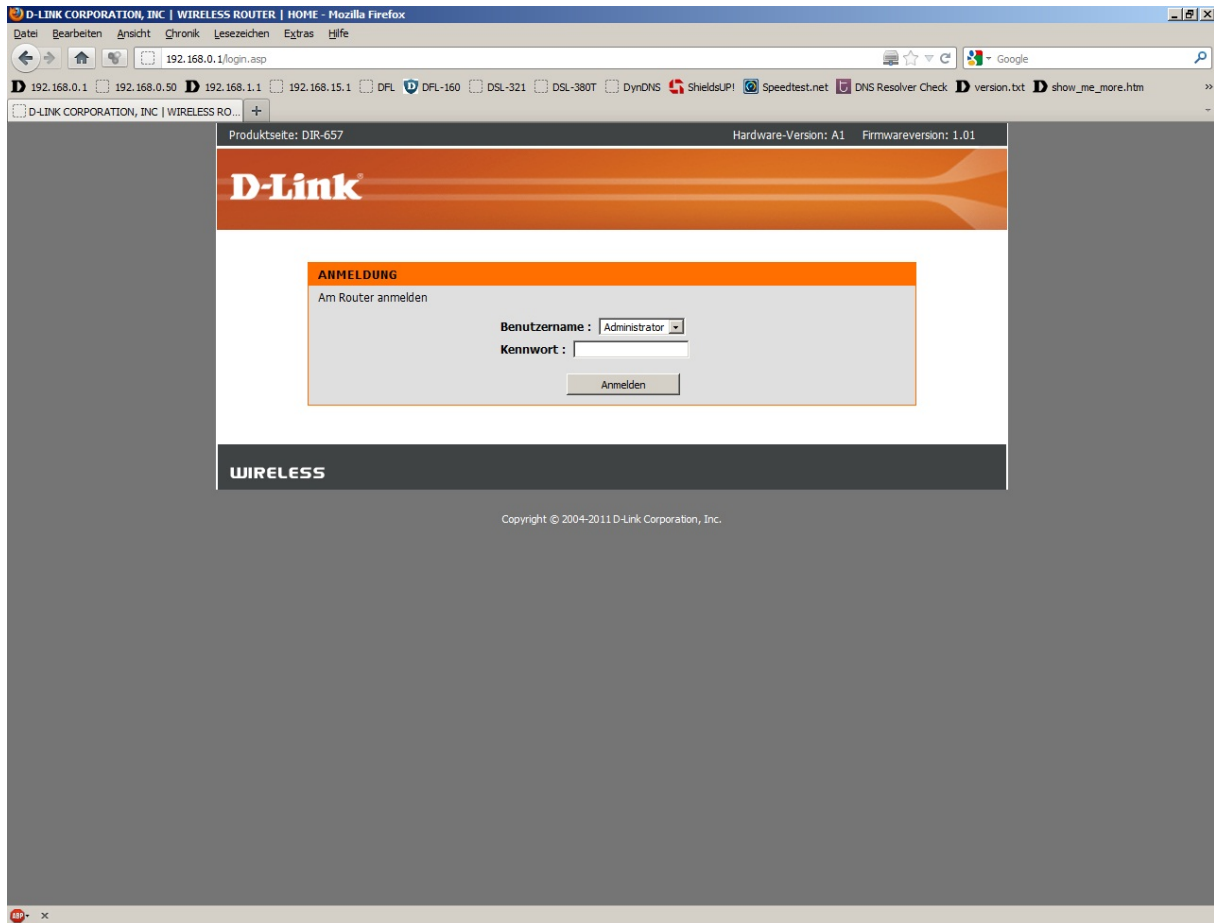 D-LINK CORPORATION, INC | WIRELESS ROUTER | HOME - Mozilla Firefox
Datei Bearbeiten Ansicht Chronik Lesezeichen Extras Hilfe
192.168.0.1/login.asp Google
192.168.0.1 192.168.0.50 192.168.1.1 192.168.15.1 DFL DFL-160 DSL-321 DSL-380T DynDNS ShieldsUP! Speedtest.net DNS Resolver Check version.txt show_me_more.htm »
D-LINK CORPORATION, INC | WIRELESS RO... +
Produktseite: DIR-657 Hardware-Version: A1 Firmwareversion: 1.01
D-Link
ANMELDUNG
Am Router anmelden
Benutzername : Administrator
Kennwort :
Anmelden
WIRELESS
Copyright © 2004-2011 D-Link Corporation, Inc.
ABP x